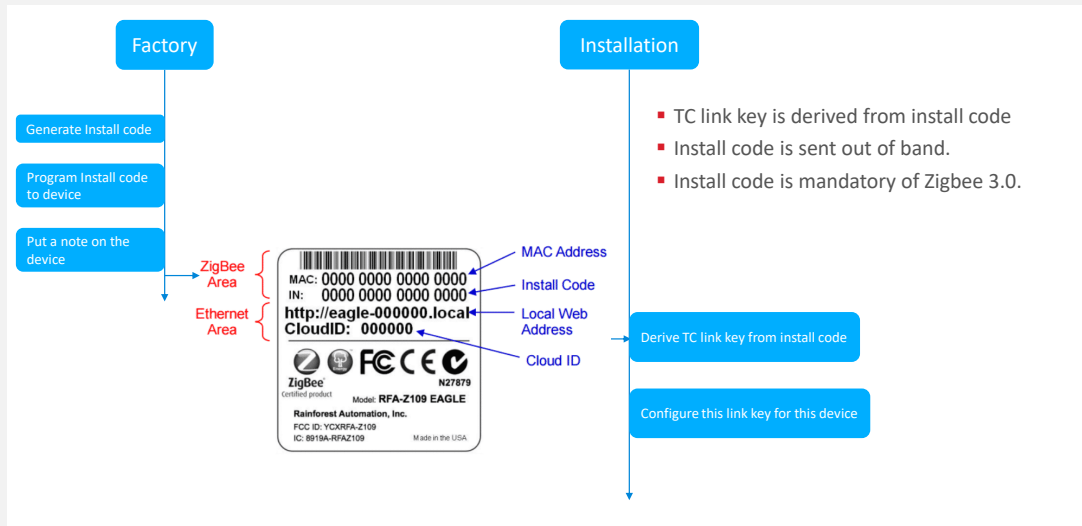 Factory
Installation
Generate Install code
Program Install code
to device
Put a note on the
device
▪ TC link key is derived from install code
▪ Install code is sent out of band.
▪ Install code is mandatory of Zigbee 3.0.
ZigBee
Area
Ethernet
Area
MAC: 0000 0000 0000 0000
IN: 0000 0000 0000 0000
http://eagle-000000.local
CloudID: 000000
ZigBee
Certified product
FC CE
N27879
Model: RFA-Z109 EAGLE
Rainforest Automation, Inc.
FCC ID: YCXRFA-Z109
IC: 8919A-RFAZ109
Made in the USA
MAC Address
Install Code
Local Web
Address
Cloud ID
Derive TC link key from install code
Configure this link key for this device